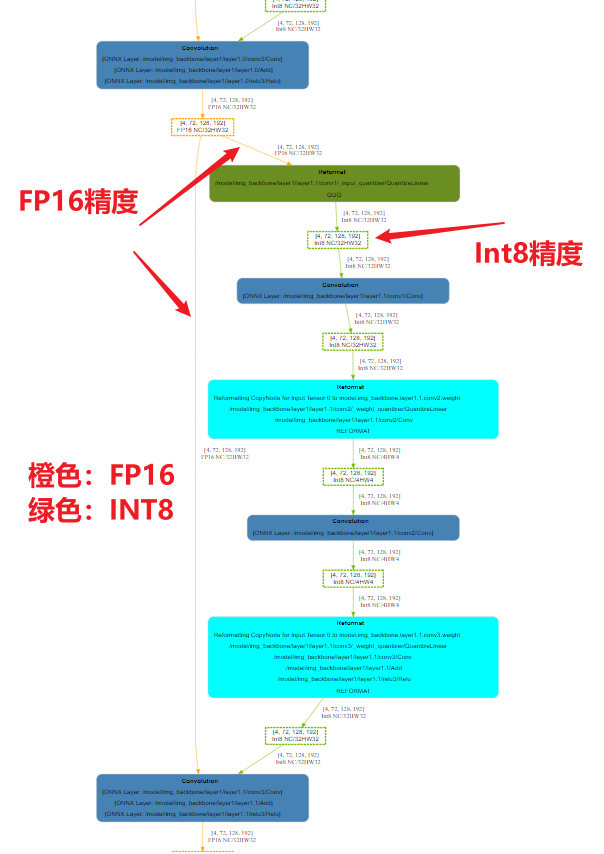 Int8 NC/32HW32
[4, 72, 128, 192]
Int8 NC/32HW32
Convolution
[ONNX Layer: /model/img_backbone/layer1/layer1.0/conv3/Conv]
[ONNX Layer: /model/img_backbone/layer1/layer1.0/Add]
[ONNX Layer: /model/img_backbone/layer1/layer1.0/relu3/Relu]
[4, 72, 128, 192]
FP16 NC/32HW32
[4, 72, 128, 192]
FP16 NC/32HW32
[4, 72, 128, 192]
FP16 NC/32HW32
Reformat
/model/img_backbone/layer1/layer1.1/conv1/_input_quantizer/QuantizeLinear
QDQ
FP16精度
[4, 72, 128, 192]
Int8 NC/32HW32
[4, 72, 128, 192]
Int8 NC/32HW32
Int8精度
[4, 72, 128, 192]
Int8 NC/32HW32
Convolution
[ONNX Layer: /model/img_backbone/layer1/layer1.1/conv1/Conv]
[4, 72, 128, 192]
Int8 NC/32HW32
[4, 72, 128, 192]
Int8 NC/32HW32
[4, 72, 128, 192]
Int8 NC/32HW32
Reformat
Reformatting CopyNode for Input Tensor 0 to model.img_backbone.layer1.1.conv2.weight
/model/img_backbone/layer1/layer1.1/conv2/_weight_quantizer/QuantizeLinear
/model/img_backbone/layer1/layer1.1/conv2/Conv
REFORMAT
[4, 72, 128, 192]
FP16 NC/32HW32
[4, 72, 128, 192]
Int8 NC/4HW4
橙色：FP16
绿色：INT8
[4, 72, 128, 192]
Int8 NC/4HW4
[4, 72, 128, 192]
Int8 NC/4HW4
Convolution
[ONNX Layer: /model/img_backbone/layer1/layer1.1/conv2/Conv]
[4, 72, 128, 192]
Int8 NC/4HW4
[4, 72, 128, 192]
Int8 NC/4HW4
[4, 72, 128, 192]
Int8 NC/4HW4
Reformat
Reformatting CopyNode for Input Tensor 0 to model.img_backbone.layer1.1.conv3.weight
/model/img_backbone/layer1/layer1.1/conv3/_weight_quantizer/QuantizeLinear
/model/img_backbone/layer1/layer1.1/conv3/Conv
/model/img_backbone/layer1/layer1.1/Add
/model/img_backbone/layer1/layer1.1/relu3/Relu
REFORMAT
[4, 72, 128, 192]
Int8 NC/32HW32
[4, 72, 128, 192]
Int8 NC/32HW32
[4, 72, 128, 192]
Int8 NC/32HW32
Convolution
[ONNX Layer: /model/img_backbone/layer1/layer1.1/conv3/Conv]
[ONNX Layer: /model/img_backbone/layer1/layer1.1/Add]
[ONNX Layer: /model/img_backbone/layer1/layer1.1/relu3/Relu]
[4, 72, 128, 192]
FP16 NC/32HW32